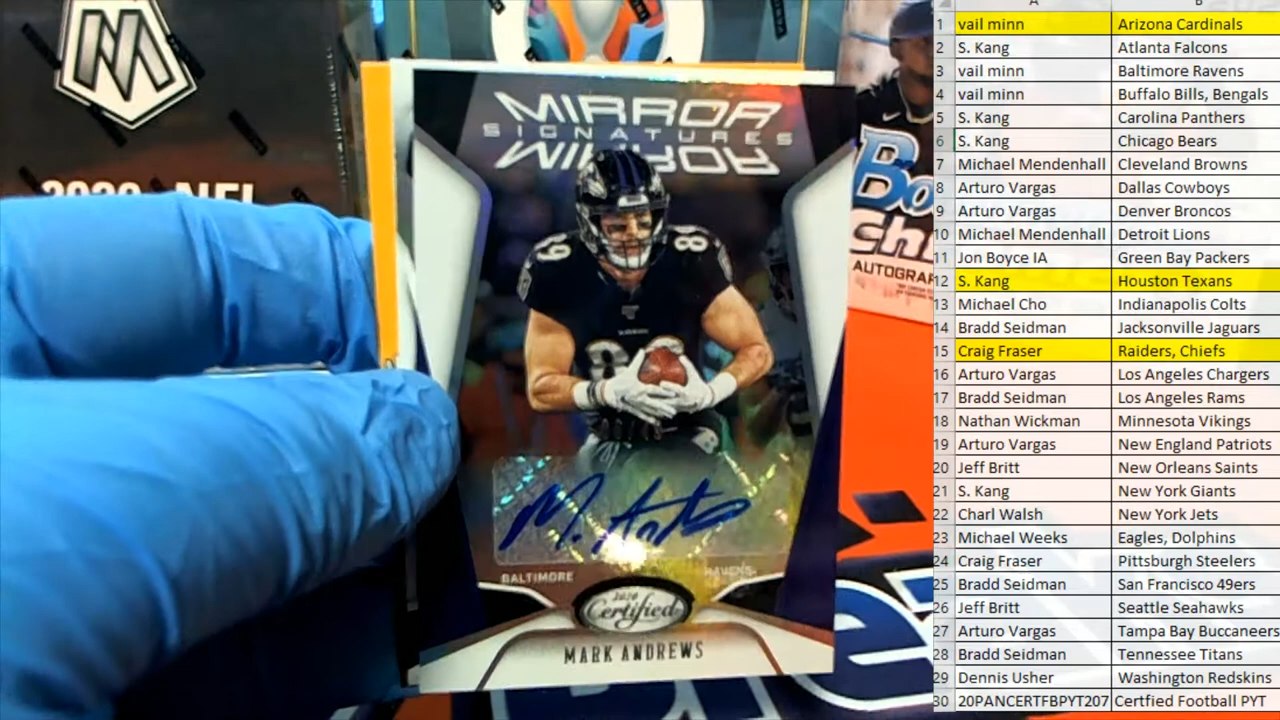 M
2020 NFL
MIRROR
SIGNATURES
MIRROR
89
M. Andrews
BALTIMORE RAVENS
2020
Certified
MARK ANDREWS
Bo
Ch
AUTOGRA
A B
1 vail minn Arizona Cardinals
2 S. Kang Atlanta Falcons
3 vail minn Baltimore Ravens
4 vail minn Buffalo Bills, Bengals
5 S. Kang Carolina Panthers
6 S. Kang Chicago Bears
7 Michael Mendenhall Cleveland Browns
8 Arturo Vargas Dallas Cowboys
9 Arturo Vargas Denver Broncos
10 Michael Mendenhall Detroit Lions
11 Jon Boyce IA Green Bay Packers
12 S. Kang Houston Texans
13 Michael Cho Indianapolis Colts
14 Bradd Seidman Jacksonville Jaguars
15 Craig Fraser Raiders, Chiefs
16 Arturo Vargas Los Angeles Chargers
17 Bradd Seidman Los Angeles Rams
18 Nathan Wickman Minnesota Vikings
19 Arturo Vargas New England Patriots
20 Jeff Britt New Orleans Saints
21 S. Kang New York Giants
22 Charl Walsh New York Jets
23 Michael Weeks Eagles, Dolphins
24 Craig Fraser Pittsburgh Steelers
25 Bradd Seidman San Francisco 49ers
26 Jeff Britt Seattle Seahawks
27 Arturo Vargas Tampa Bay Buccaneers
28 Bradd Seidman Tennessee Titans
29 Dennis Usher Washington Redskins
30 20PANCERTFBPYT207 Certfied Football PYT